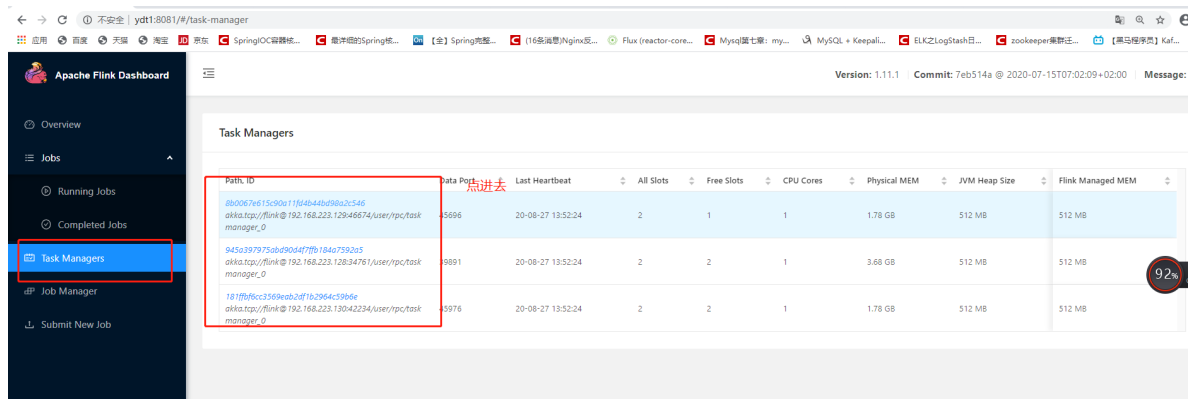 不安全 | ydt1:8081/#/task-manager
应用 百度 天猫 淘宝 JD 京东 C SpringIOC容器核... C 最详细的Spring核... On 【全】Spring完整... C (16条消息)Nginx反... Flux (reactor-core... C Mysql第七章: my... MySQL + Keepali... C ELK之LogStash日... C zookeeper集群迁... 【黑马程序员】Kaf...
Apache Flink Dashboard
Version: 1.11.1 Commit: 7eb514a @ 2020-07-15T07:02:09+02:00 Message:
Overview
Jobs
Running Jobs
Completed Jobs
Task Managers
Job Manager
Submit New Job
Task Managers
Path, ID Data Port Last Heartbeat All Slots Free Slots CPU Cores Physical MEM JVM Heap Size Flink Managed MEM
点进去
8b0067e615c90a11fd4b44bd98a2c546
akka.tcp://flink@192.168.223.129:46674/user/rpc/task 45696 20-08-27 13:52:24 2 1 1 1.78 GB 512 MB 512 MB
manager_0
945a397975abd90d4f7ffb184a7592a5
akka.tcp://flink@192.168.223.128:34761/user/rpc/task 39891 20-08-27 13:52:24 2 2 1 3.68 GB 512 MB 512 MB
manager_0
181ffbf6cc3569eab2df1b2964c59b6e
akka.tcp://flink@192.168.223.130:42234/user/rpc/task 45976 20-08-27 13:52:24 2 2 1 1.78 GB 512 MB 512 MB
manager_0
92%